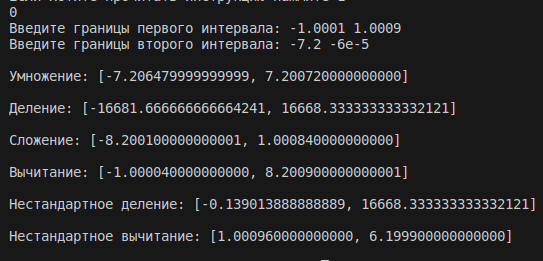 0
Введите границы первого интервала: -1.0001 1.0009
Введите границы второго интервала: -7.2 -6e-5
Умножение: [-7.206479999999999, 7.200720000000000]
Деление: [-16681.666666666664241, 16668.333333333332121]
Сложение: [-8.200100000000001, 1.000840000000000]
Вычитание: [-1.000040000000000, 8.200900000000001]
Нестандартное деление: [-0.139013888888889, 16668.333333333332121]
Нестандартное вычитание: [1.000960000000000, 6.199900000000000]